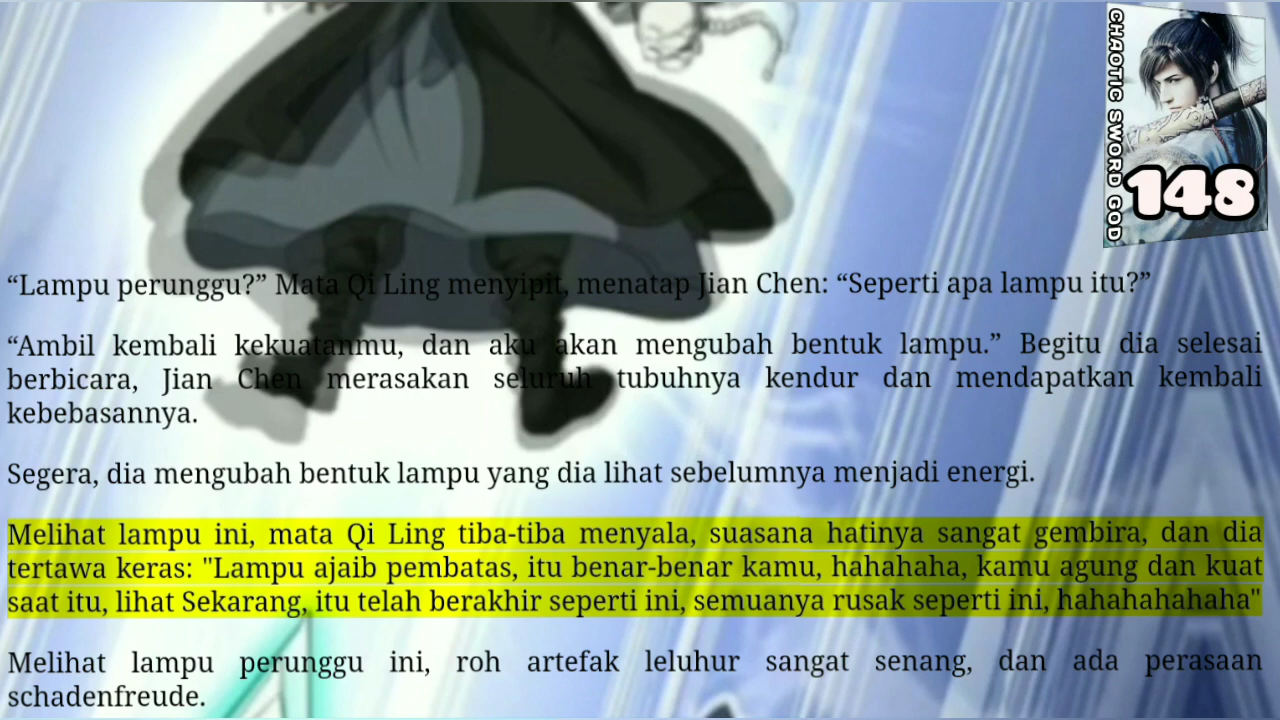 CHAOTIC SWORD GOD
148
“Lampu perunggu?” Mata Qi Ling menyipit, menatap Jian Chen: “Seperti apa lampu itu?”
“Ambil kembali kekuatanmu, dan aku akan mengubah bentuk lampu.” Begitu dia selesai
berbicara, Jian Chen merasakan seluruh tubuhnya kendur dan mendapatkan kembali
kebebasannya.
Segera, dia mengubah bentuk lampu yang dia lihat sebelumnya menjadi energi.
Melihat lampu ini, mata Qi Ling tiba-tiba menyala, suasana hatinya sangat gembira, dan dia
tertawa keras: "Lampu ajaib pembatas, itu benar-benar kamu, hahahaha, kamu agung dan kuat
saat itu, lihat Sekarang, itu telah berakhir seperti ini, semuanya rusak seperti ini, hahahahahaha"
Melihat lampu perunggu ini, roh artefak leluhur sangat senang, dan ada perasaan
schadenfreude.